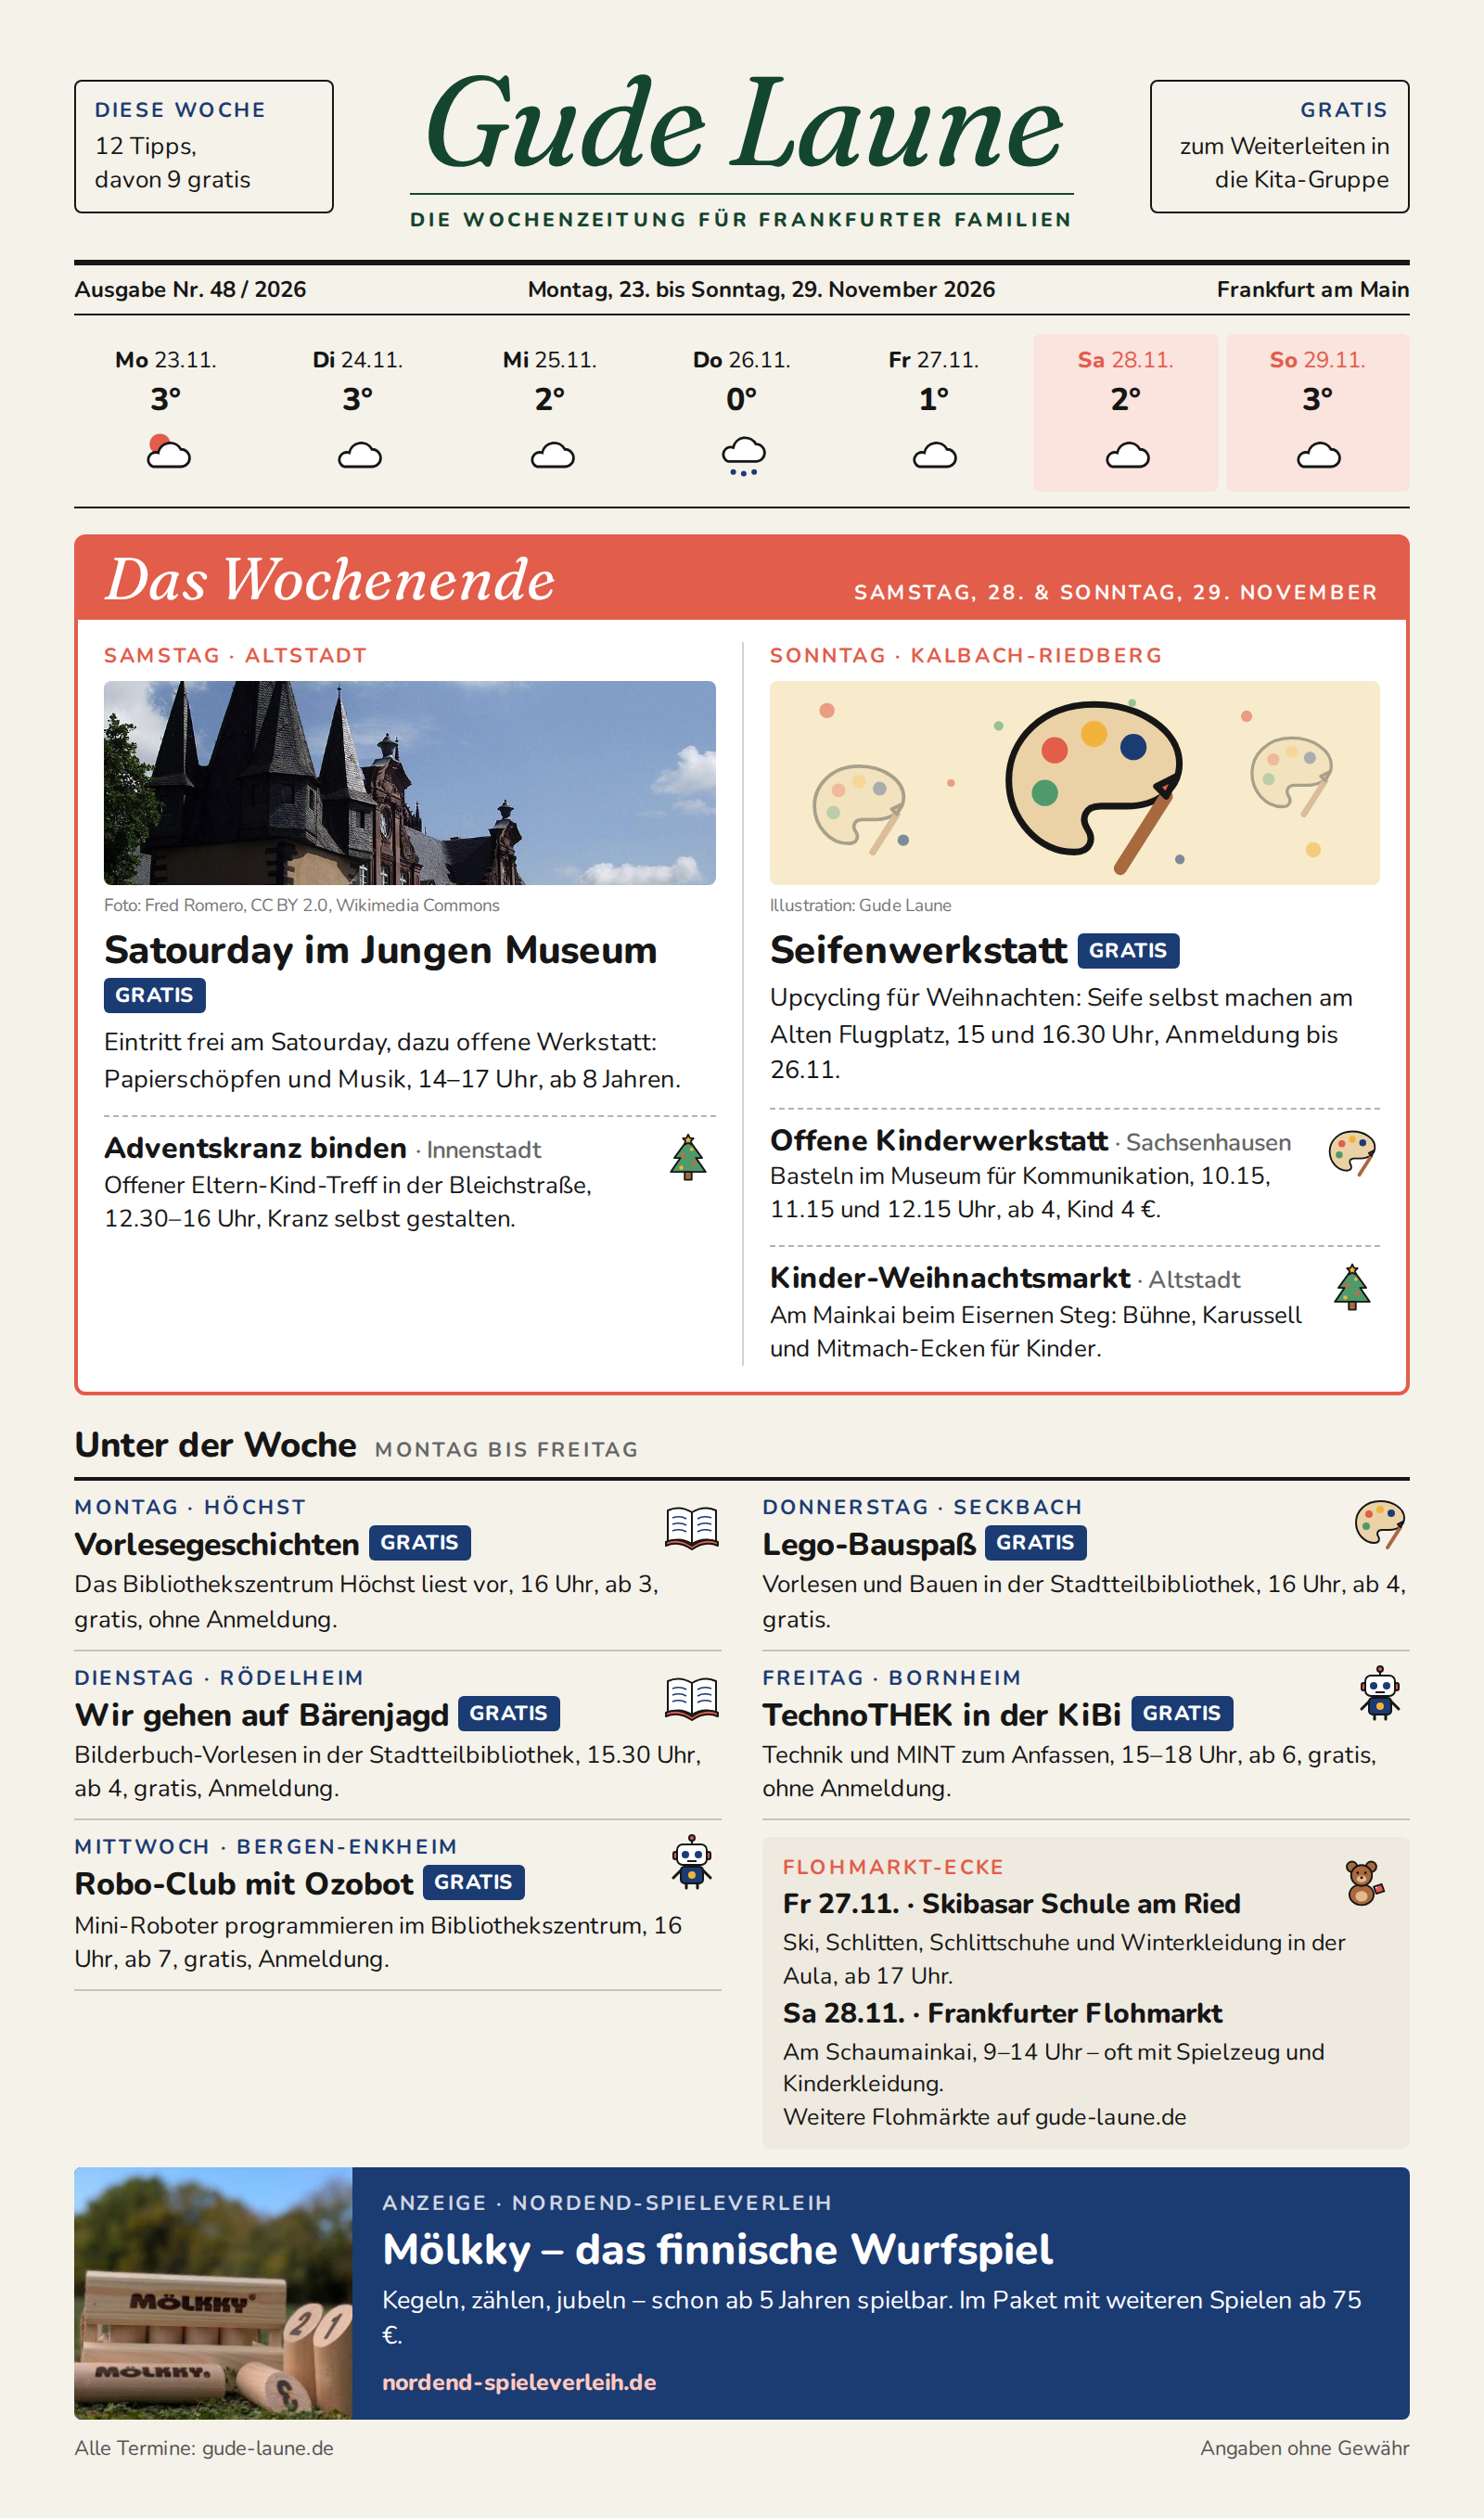 DIESE WOCHE
12 Tipps,
davon 9 gratis
Gude Laune
DIE WOCHENZEITUNG FÜR FRANKFURTER FAMILIEN
GRATIS
zum Weiterleiten in
die Kita-Gruppe
Ausgabe Nr. 48 / 2026
Montag, 23. bis Sonntag, 29. November 2026
Frankfurt am Main
Mo 23.11.
3°
Di 24.11.
3°
Mi 25.11.
2°
Do 26.11.
0°
Fr 27.11.
1°
Sa 28.11.
2°
So 29.11.
3°
Das Wochenende
SAMSTAG, 28. & SONNTAG, 29. NOVEMBER
SAMSTAG · ALTSTADT
Foto: Fred Romero, CC BY 2.0, Wikimedia Commons
Satourday im Jungen Museum
GRATIS
Eintritt frei am Satourday, dazu offene Werkstatt:
Papierschöpfen und Musik, 14–17 Uhr, ab 8 Jahren.
Adventskranz binden · Innenstadt
Offener Eltern-Kind-Treff in der Bleichstraße,
12.30–16 Uhr, Kranz selbst gestalten.
SONNTAG · KALBACH-RIEDBERG
Illustration: Gude Laune
Seifenwerkstatt GRATIS
Upcycling für Weihnachten: Seife selbst machen am
Alten Flugplatz, 15 und 16.30 Uhr, Anmeldung bis
26.11.
Offene Kinderwerkstatt · Sachsenhausen
Basteln im Museum für Kommunikation, 10.15,
11.15 und 12.15 Uhr, ab 4, Kind 4 €.
Kinder-Weihnachtsmarkt · Altstadt
Am Mainkai beim Eisernen Steg: Bühne, Karussell
und Mitmach-Ecken für Kinder.
Unter der Woche MONTAG BIS FREITAG
MONTAG · HÖCHST
Vorlesegeschichten GRATIS
Das Bibliothekszentrum Höchst liest vor, 16 Uhr, ab 3,
gratis, ohne Anmeldung.
DIENSTAG · RÖDELHEIM
Wir gehen auf Bärenjagd GRATIS
Bilderbuch-Vorlesen in der Stadtteilbibliothek, 15.30 Uhr,
ab 4, gratis, Anmeldung.
MITTWOCH · BERGEN-ENKHEIM
Robo-Club mit Ozobot GRATIS
Mini-Roboter programmieren im Bibliothekszentrum, 16
Uhr, ab 7, gratis, Anmeldung.
DONNERSTAG · SECKBACH
Lego-Bauspaß GRATIS
Vorlesen und Bauen in der Stadtteilbibliothek, 16 Uhr, ab 4,
gratis.
FREITAG · BORNHEIM
TechnoTHEK in der KiBi GRATIS
Technik und MINT zum Anfassen, 15–18 Uhr, ab 6, gratis,
ohne Anmeldung.
FLOHMARKT-ECKE
Fr 27.11. · Skibasar Schule am Ried
Ski, Schlitten, Schlittschuhe und Winterkleidung in der
Aula, ab 17 Uhr.
Sa 28.11. · Frankfurter Flohmarkt
Am Schaumainkai, 9–14 Uhr – oft mit Spielzeug und
Kinderkleidung.
Weitere Flohmärkte auf gude-laune.de
MÖLKKY
2 1
MÖLKKY
3
ANZEIGE · NORDEND-SPIELEVERLEIH
Mölkky – das finnische Wurfspiel
Kegeln, zählen, jubeln – schon ab 5 Jahren spielbar. Im Paket mit weiteren Spielen ab 75
€.
nordend-spieleverleih.de
Alle Termine: gude-laune.de
Angaben ohne Gewähr